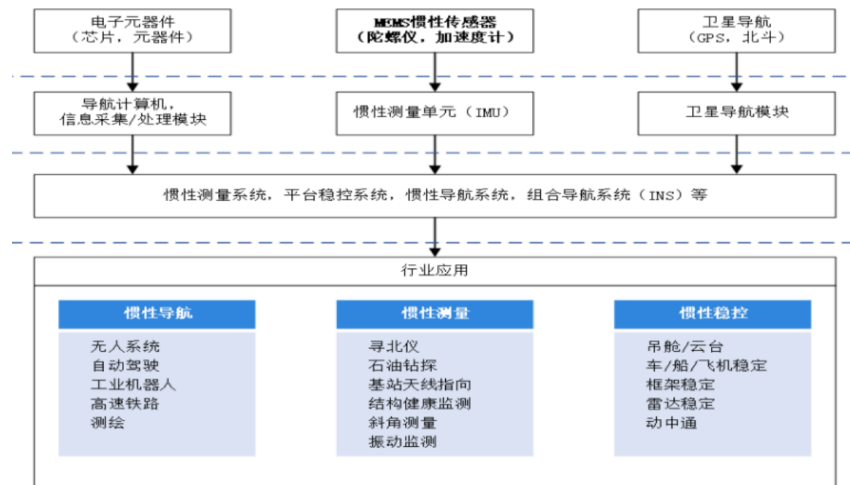 电子元器件
（芯片，元器件）
MEMS惯性传感器
（陀螺仪，加速度计）
卫星导航
（GPS，北斗）
导航计算机，
信息采集/处理模块
惯性测量单元（IMU）
卫星导航模块
惯性测量系统，平台稳控系统，惯性导航系统，组合导航系统（INS）等
行业应用
惯性导航
无人系统
自动驾驶
工业机器人
高速铁路
测绘
惯性测量
寻北仪
石油钻探
基站天线指向
结构健康监测
斜角测量
振动监测
惯性稳控
吊舱/云台
车/船/飞机稳定
框架稳定
雷达稳定
动中通